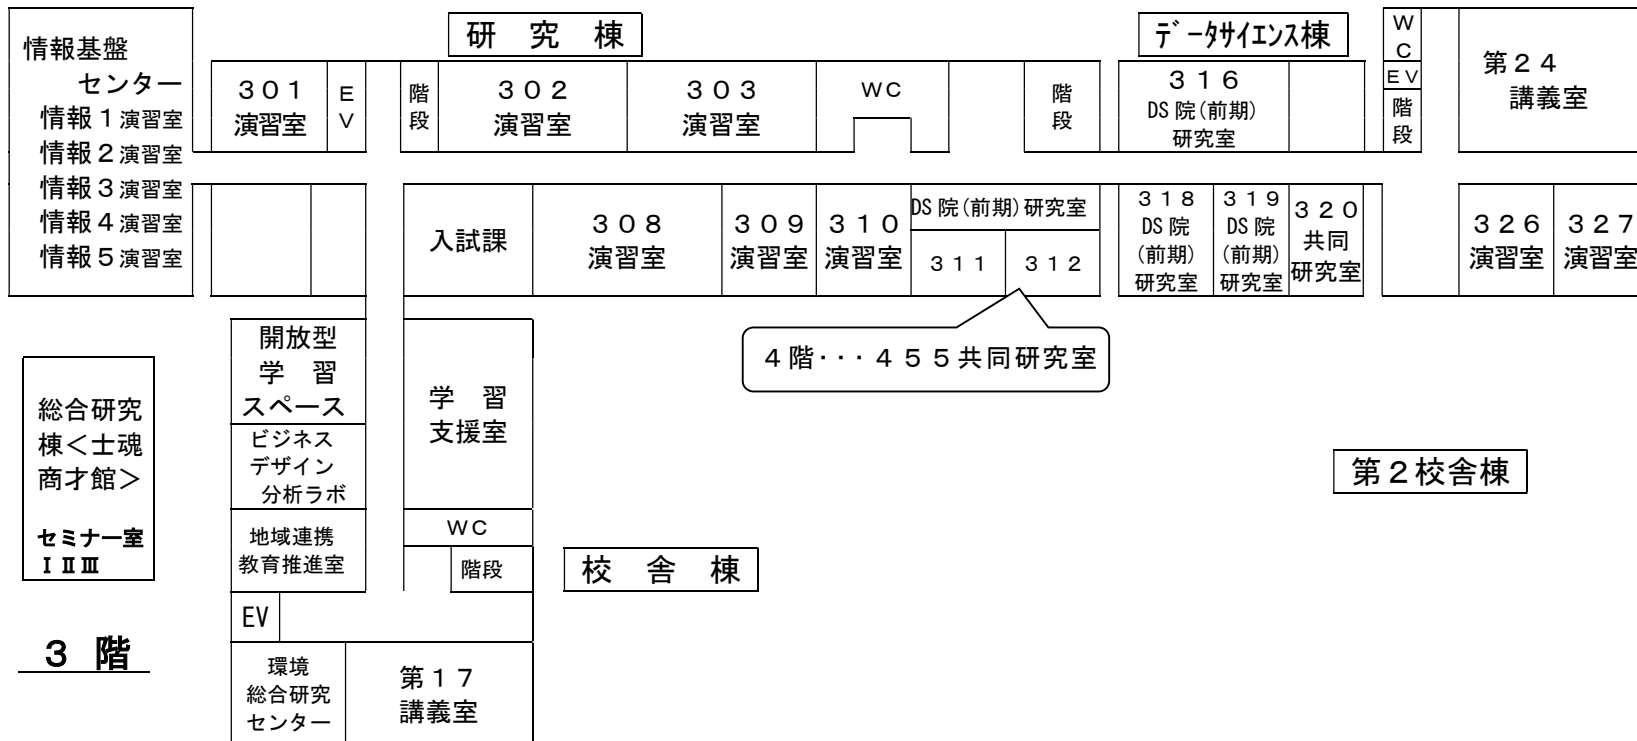 研 究 棟
データサイエンス棟
情報基盤
センター
情報1演習室
情報2演習室
情報3演習室
情報4演習室
情報5演習室
301
演習室
E
V
階
段
302
演習室
303
演習室
WC
階
段
316
DS院(前期)
研究室
W
C
EV
階
段
第24
講義室
入試課
308
演習室
309
演習室
310
演習室
DS院(前期)研究室
311
312
318
DS院
(前期)
研究室
319
DS院
(前期)
研究室
320
共同
研究室
326
演習室
327
演習室
4階・・・455共同研究室
開放型
学 習
スペース
ビジネス
デザイン
分析ラボ
地域連携
教育推進室
EV
環境
総合研究
センター
学 習
支援室
WC
階段
第17
講義室
校 舎 棟
第2校舎棟
総合研究
棟<士魂
商才館>
セミナー室
ⅠⅡⅢ
3 階